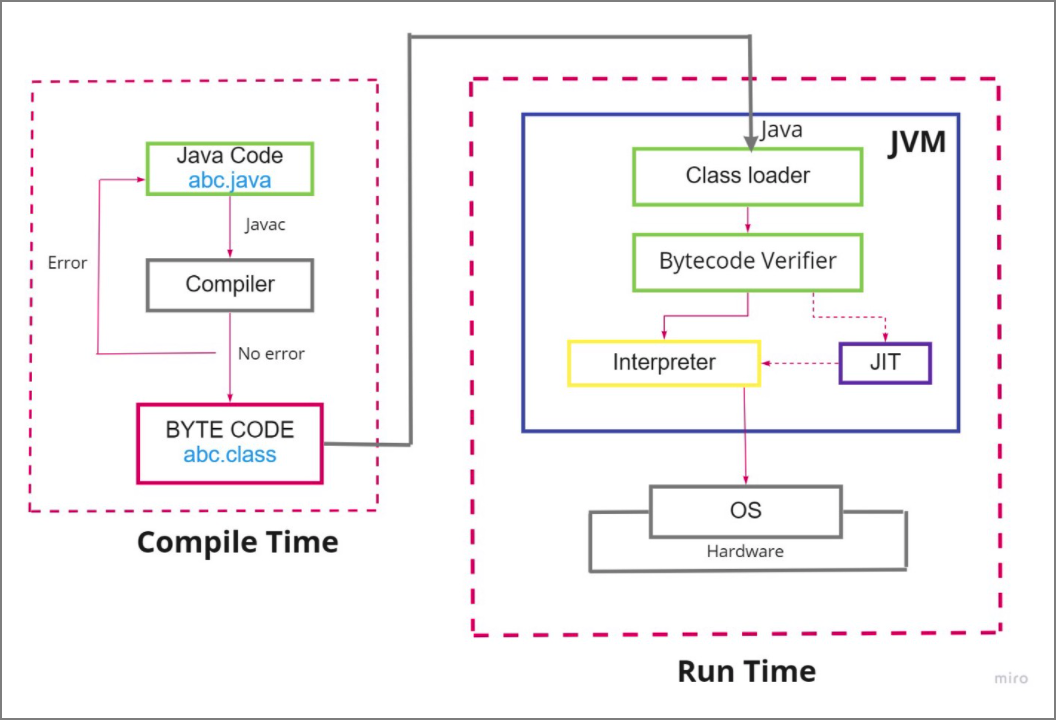 Java Code
abc.java
Javac
Error
Compiler
No error
BYTE CODE
abc.class
Compile Time
Java
JVM
Class loader
Bytecode Verifier
Interpreter
JIT
OS
Hardware
Run Time
miro